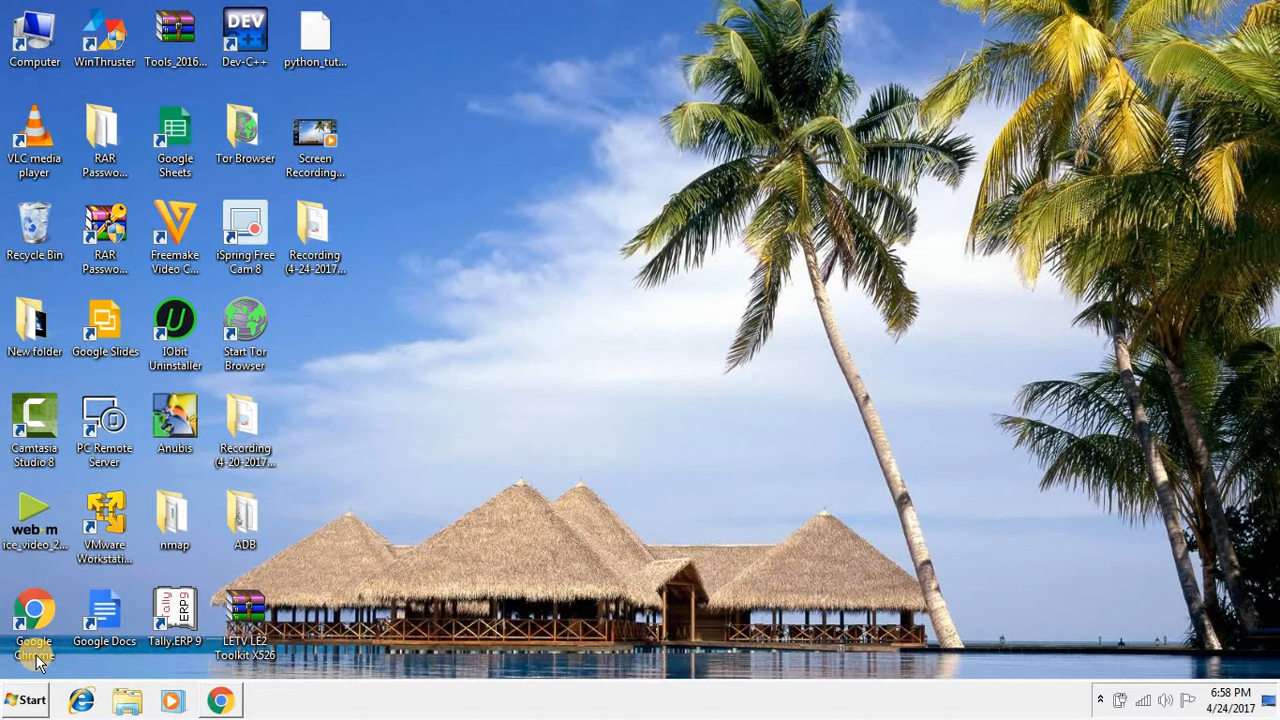 Computer
WinThruster
Tools_2016...
DEV
C++
Dev-C++
python_tut...
VLC media
player
RAR
Passwo...
Google
Sheets
Tor Browser
Screen
Recording...
Recycle Bin
RAR
Passwo...
Freemake
Video C...
iSpring Free
Cam 8
Recording
(4-24-2017...
New folder
Google Slides
IObit
Uninstaller
Start Tor
Browser
Camtasia
Studio 8
PC Remote
Server
Anubis
Recording
(4-20-2017...
web m
ice_video_2...
VMware
Workstati...
nmap
ADB
Google
Chrome
Google Docs
Tally
ERP9
Tally.ERP 9
LETV LE2
Toolkit X526
Start
6:58 PM
4/24/2017